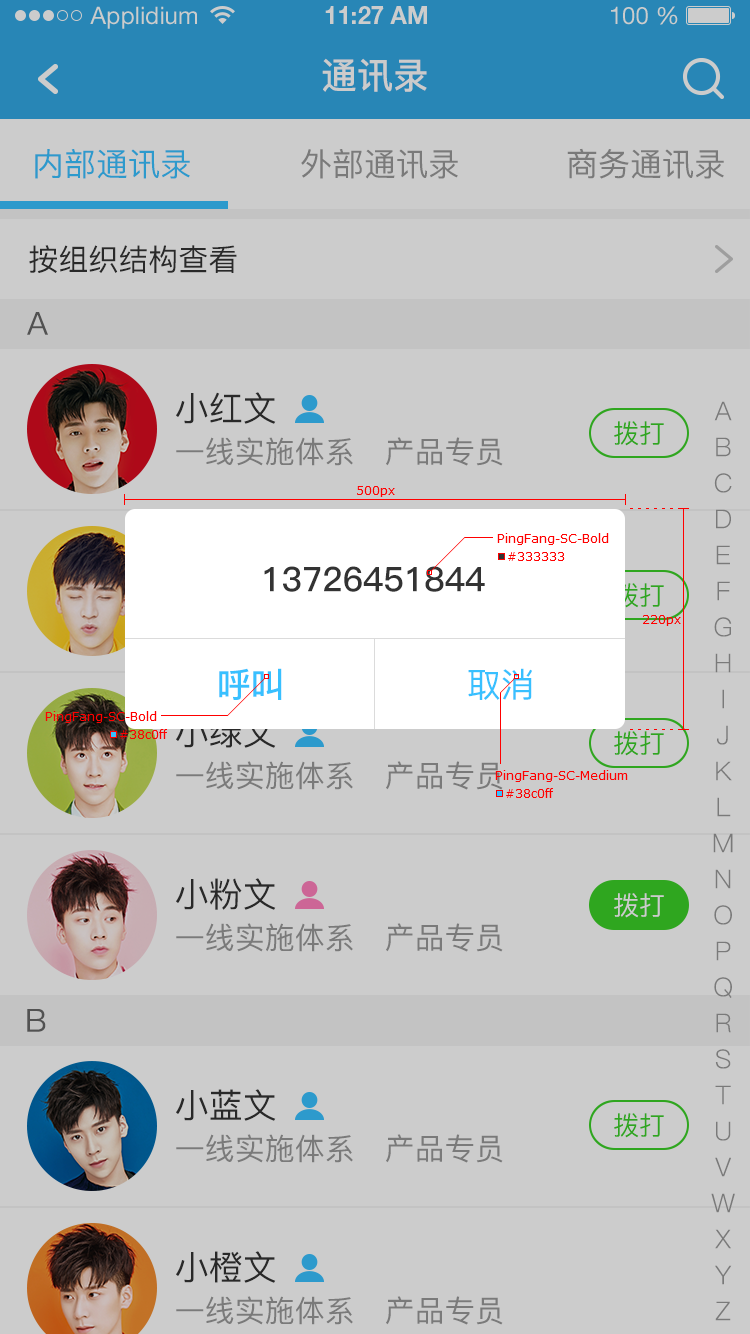 Applidium 11:27 AM 100 %
通讯录
内部通讯录 外部通讯录 商务通讯录
按组织结构查看
A
小红文
一线实施体系 产品专员
拨打
500px
PingFang-SC-Bold
#333333
13726451844
拨打
220px
呼叫 取消
PingFang-SC-Bold
#38c0ff
小绿文
拨打
一线实施体系 产品专员
PingFang-SC-Medium
#38c0ff
小粉文
一线实施体系 产品专员
拨打
B
小蓝文
一线实施体系 产品专员
拨打
小橙文
一线实施体系 产品专员
A
B
C
D
E
F
G
H
I
J
K
L
M
N
O
P
Q
R
S
T
U
V
W
X
Y
Z